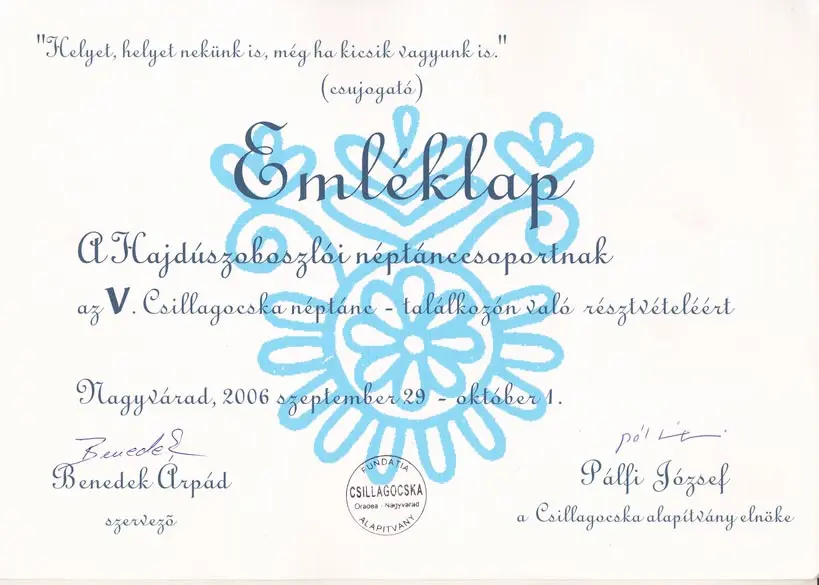 "Helyet, helyet nekünk is, még ha kicsik vagyunk is."
(csujogató)
Emléklap
A Hajdúszoboszlói néptánccsoportnak
az V. Csillagocska néptánc - találkozón való résztvételéért
Nagyvárad, 2006 szeptember 29 - október 1.
Benedek
Benedek Árpád
szervező
FUNDATIA
CSILLAGOCSKA
Oradea - Nagyvárad
ALAPITVANY
Pálfi József
a Csillagocska alapítvány elnöke